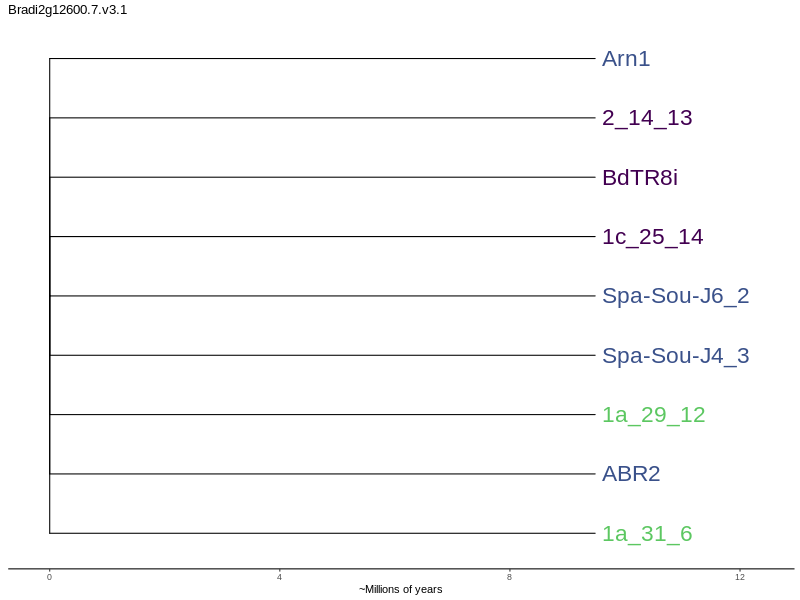 Bradi2g12600.7.v3.1
Arn1
2_14_13
BdTR8i
1c_25_14
Spa-Sou-J6_2
Spa-Sou-J4_3
1a_29_12
ABR2
1a_31_6
0 4 8 12
~Millions of years